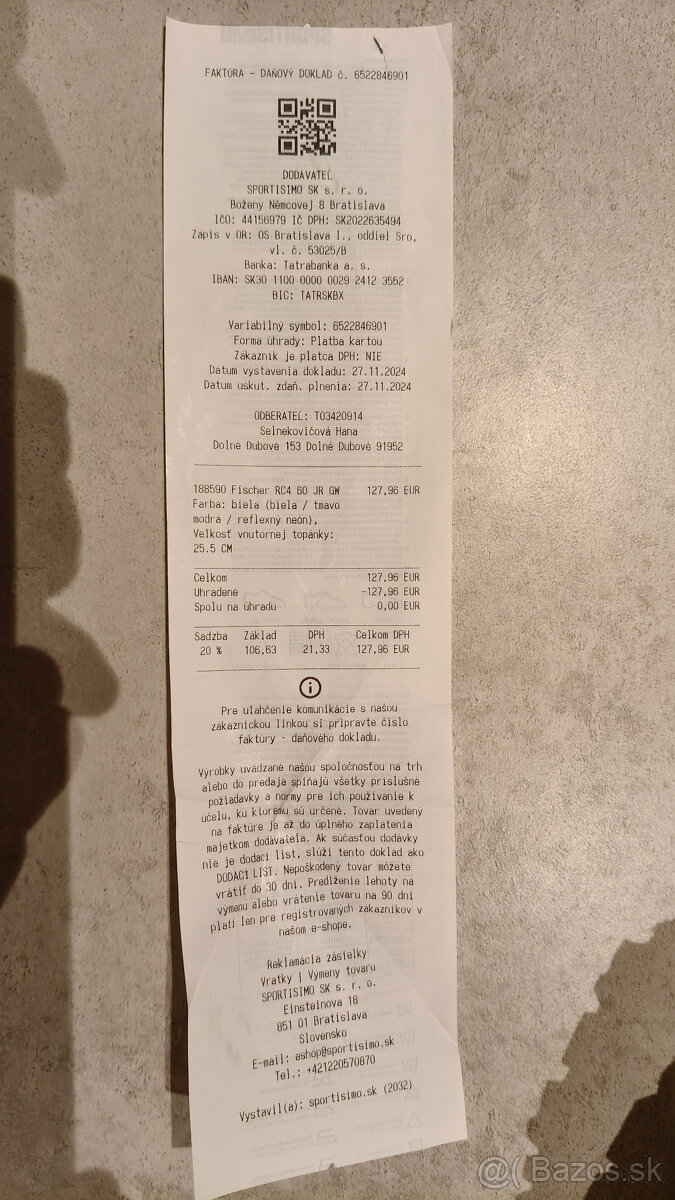 FAKTÚRA - DAŇOVÝ DOKLAD č. 6522846901
DODÁVATEĽ
SPORTISIMO SK s. r. o.
Boženy Němcovej 8 Bratislava
IČO: 44156979 IČ DPH: SK2022635494
Zápis v OR: OS Bratislava I., oddiel Sro,
vl. č. 53025/B
Banka: Tatrabanka a. s.
IBAN: SK30 1100 0000 0029 2412 3552
BIC: TATRSKBX
Variabilný symbol: 6522846901
Forma úhrady: Platba kartou
Zákazník je platca DPH: NIE
Dátum vystavenia dokladu: 27.11.2024
Dátum uskut. zdaň. plnenia: 27.11.2024
ODBERATEĽ: T03420914
Selnekovičová Hana
Dolné Dubové 153 Dolné Dubové 91952
188590 Fischer RC4 60 JR GW 127,96 EUR
Farba: biela (biela / tmavo
modrá / reflexný neón),
Veľkosť vnútornej topánky:
25.5 CM
Celkom 127,96 EUR
Uhradené -127,96 EUR
Spolu na úhradu 0,00 EUR
Sadzba Základ DPH Celkom DPH
20 % 106,63 21,33 127,96 EUR
Pre uľahčenie komunikácie s našou
zákazníckou linkou si pripravte číslo
faktúry - daňového dokladu.
Výrobky uvádzané našou spoločnosťou na trh
alebo do predaja spĺňajú všetky príslušné
požiadavky a normy pre ich používanie k
účelu, ku ktorému sú určené. Tovar uvedený
na faktúre je až do úplného zaplatenia
majetkom dodávateľa. Ak súčasťou dodávky
nie je dodací list, slúži tento doklad ako
DODACÍ LIST. Nepoškodený tovar môžete
vrátiť do 30 dní. Predĺženie lehoty na
výmenu alebo vrátenie tovaru na 90 dní
platí len pre registrovaných zákazníkov v
našom e-shope.
Reklamácia zásielky
Vratky | Výmeny tovaru
SPORTISIMO SK s. r. o.
Einsteinova 18
851 01 Bratislava
Slovensko
E-mail: eshop@sportisimo.sk
Tel.: +421220570870
Vystavil(a): sportisimo.sk (2032)
@ Bazos.sk